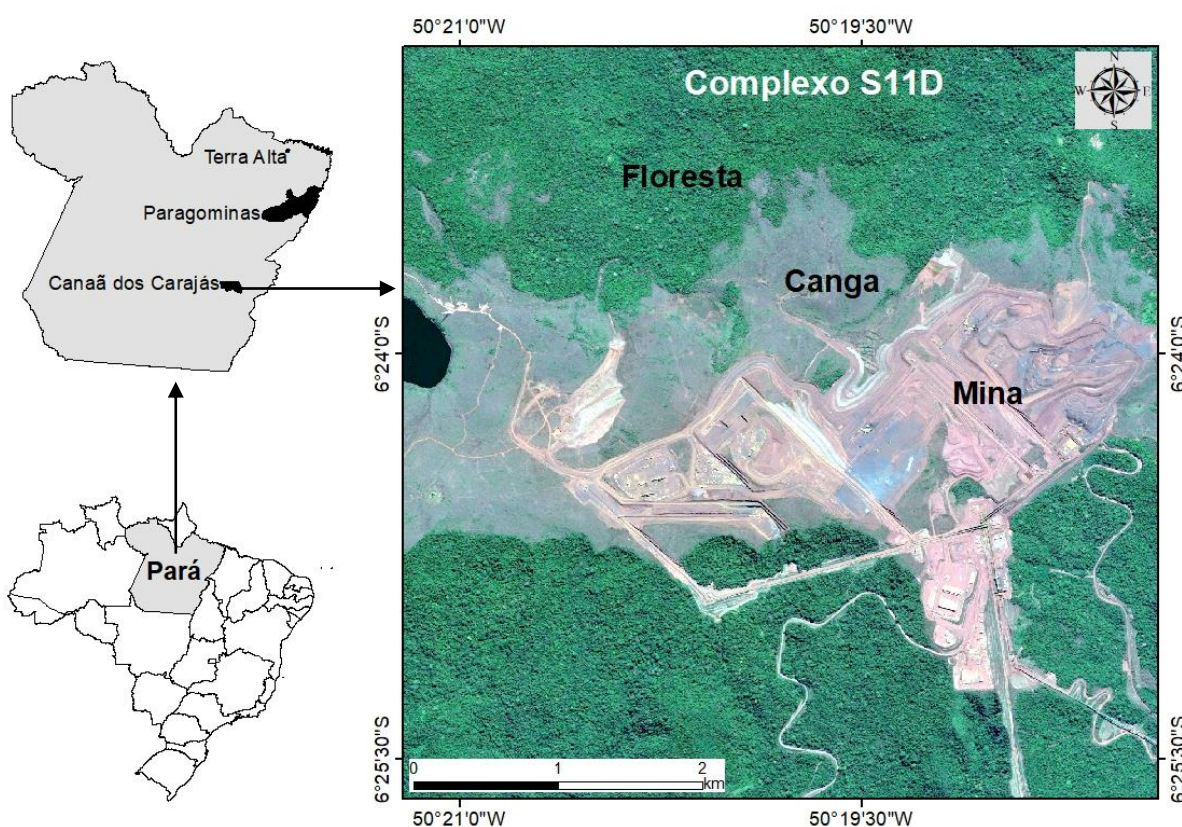 Terra Alta
Paragominas
Canaã dos Carajás
Pará
50°21'0"W
50°19'30"W
Complexo S11D
N
W
E
S
Floresta
Canga
Mina
6°24'0"S
6°24'0"S
6°25'30"S
6°25'30"S
0 1 2
km
50°21'0"W
50°19'30"W